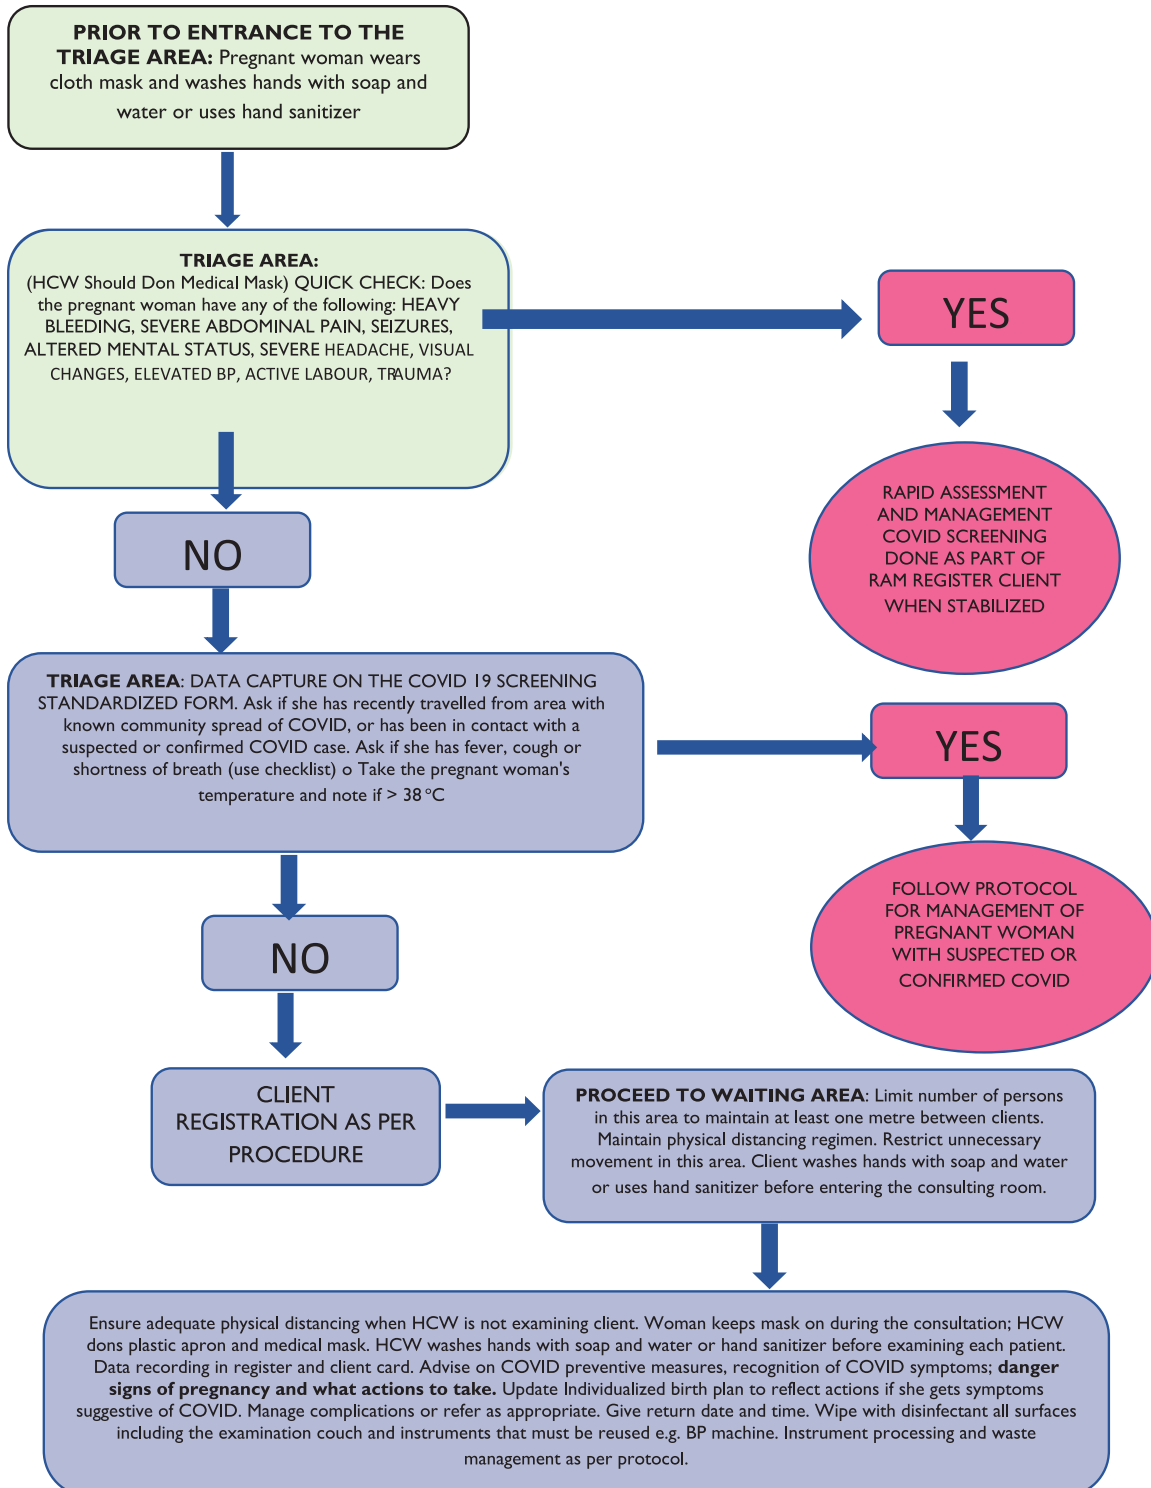 PRIOR TO ENTRANCE TO THE
TRIAGE AREA: Pregnant woman wears
cloth mask and washes hands with soap and
water or uses hand sanitizer
TRIAGE AREA:
(HCW Should Don Medical Mask) QUICK CHECK: Does
the pregnant woman have any of the following: HEAVY
BLEEDING, SEVERE ABDOMINAL PAIN, SEIZURES,
ALTERED MENTAL STATUS, SEVERE HEADACHE, VISUAL
CHANGES, ELEVATED BP, ACTIVE LABOUR, TRAUMA?
YES
RAPID ASSESSMENT
AND MANAGEMENT
COVID SCREENING
DONE AS PART OF
RAM REGISTER CLIENT
WHEN STABILIZED
NO
TRIAGE AREA: DATA CAPTURE ON THE COVID 19 SCREENING
STANDARDIZED FORM. Ask if she has recently travelled from area with
known community spread of COVID, or has been in contact with a
suspected or confirmed COVID case. Ask if she has fever, cough or
shortness of breath (use checklist) o Take the pregnant woman's
temperature and note if > 38 °C
YES
FOLLOW PROTOCOL
FOR MANAGEMENT OF
PREGNANT WOMAN
WITH SUSPECTED OR
CONFIRMED COVID
NO
CLIENT
REGISTRATION AS PER
PROCEDURE
PROCEED TO WAITING AREA: Limit number of persons
in this area to maintain at least one metre between clients.
Maintain physical distancing regimen. Restrict unnecessary
movement in this area. Client washes hands with soap and water
or uses hand sanitizer before entering the consulting room.
Ensure adequate physical distancing when HCW is not examining client. Woman keeps mask on during the consultation; HCW
dons plastic apron and medical mask. HCW washes hands with soap and water or hand sanitizer before examining each patient.
Data recording in register and client card. Advise on COVID preventive measures, recognition of COVID symptoms; danger
signs of pregnancy and what actions to take. Update Individualized birth plan to reflect actions if she gets symptoms
suggestive of COVID. Manage complications or refer as appropriate. Give return date and time. Wipe with disinfectant all surfaces
including the examination couch and instruments that must be reused e.g. BP machine. Instrument processing and waste
management as per protocol.